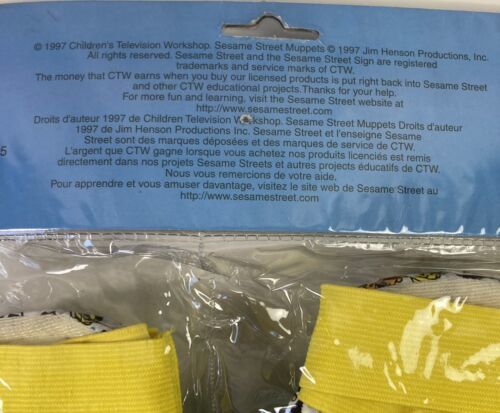 © 1997 Children's Television Workshop. Sesame Street Muppets © 1997 Jim Henson Productions, Inc.
All rights reserved. Sesame Street and the Sesame Street Sign are registered
trademarks and service marks of CTW.
The money that CTW earns when you buy our licensed products is put right back into Sesame Street
and other CTW educational projects.Thanks for your help.
For more fun and learning, visit the Sesame Street website at
http://www.sesamestreet.com
Droits d'auteur 1997 de Children Television Workshop. Sesame Street Muppets Droits d'auteur
1997 de Jim Henson Productions Inc. Sesame Street et l'enseigne Sesame
Street sont des marques déposées et des marques de service de CTW.
L'argent que CTW gagne lorsque vous achetez nos produits licenciés est remis
directement dans nos projets Sesame Streets et autres projects éducatifs de CTW.
Nous vous remercions de votre aide.
Pour apprendre et vous amuser davantage, visitez le site web de Sesame Street au
http://www.sesamestreet.com
5